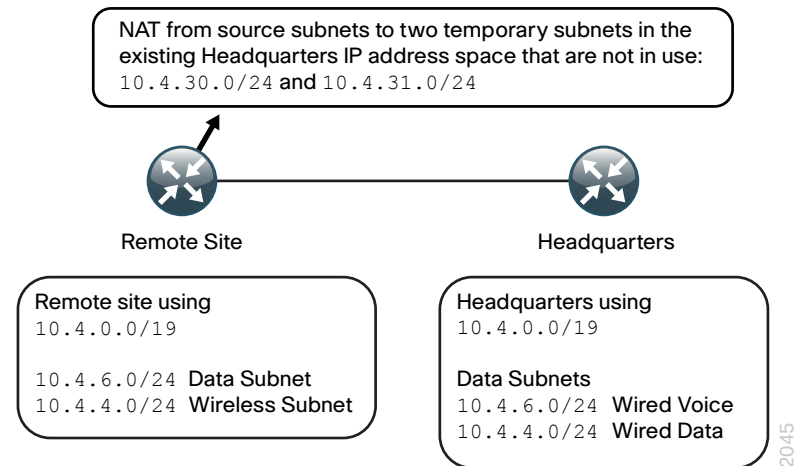 NAT from source subnets to two temporary subnets in the
existing Headquarters IP address space that are not in use:
10.4.30.0/24 and 10.4.31.0/24
Remote Site
Headquarters
Remote site using
10.4.0.0/19
10.4.6.0/24 Data Subnet
10.4.4.0/24 Wireless Subnet
Headquarters using
10.4.0.0/19
Data Subnets
10.4.6.0/24 Wired Voice
10.4.4.0/24 Wired Data
2045